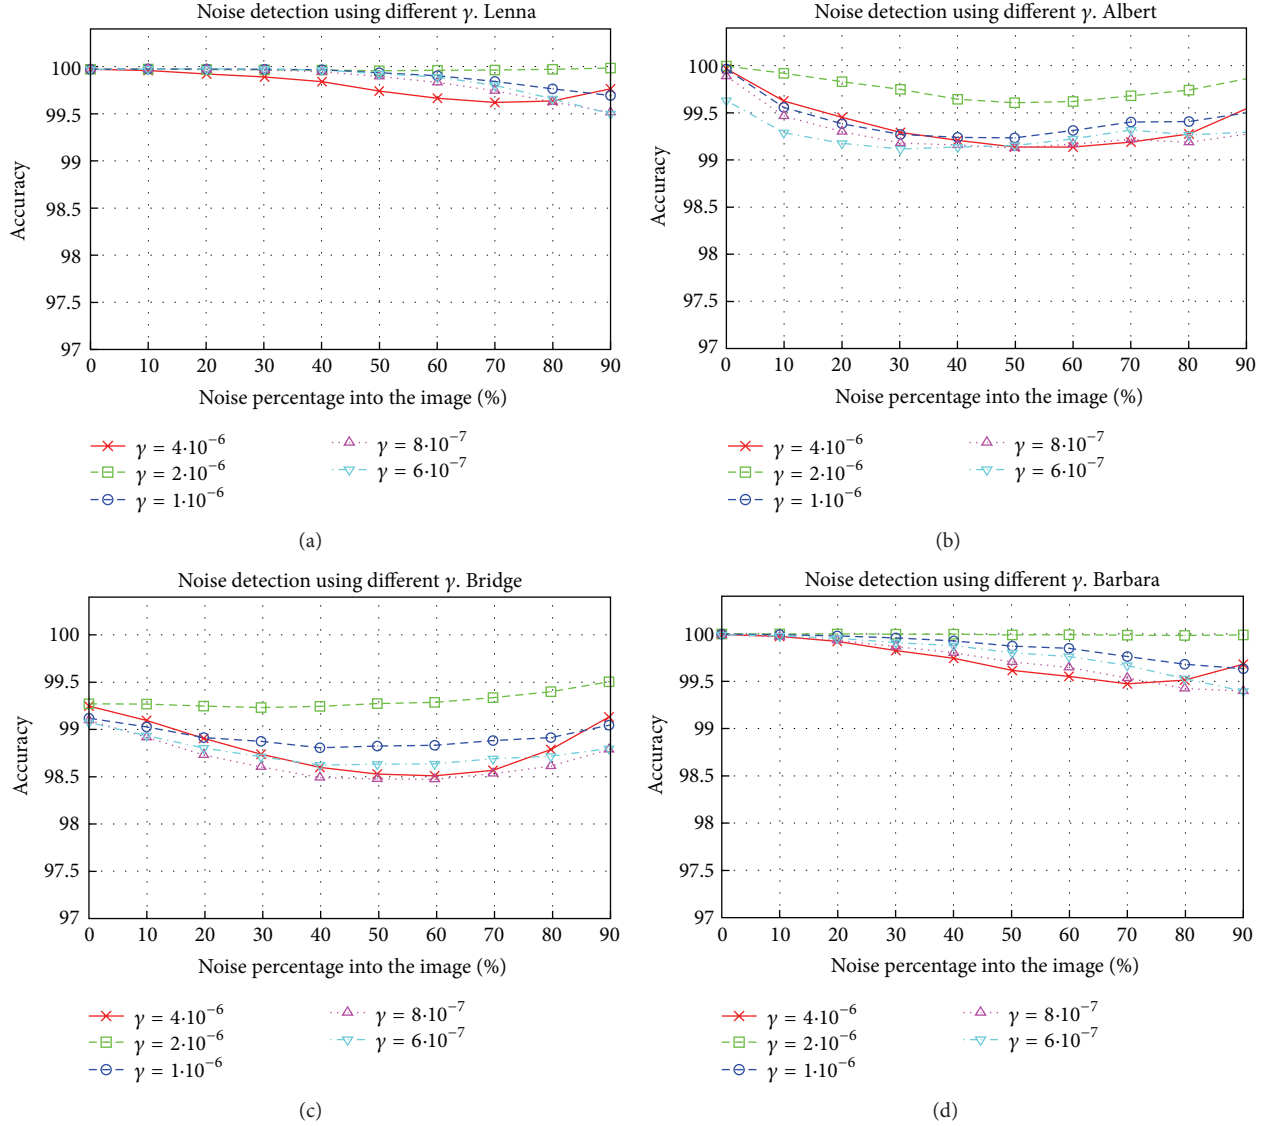 Noise detection using different γ. Lenna
100
99.5
99
98.5
98
97.5
97
Accuracy
0 10 20 30 40 50 60 70 80 90
Noise percentage into the image (%)
γ = 4·10⁻⁶
γ = 2·10⁻⁶
γ = 1·10⁻⁶
γ = 8·10⁻⁷
γ = 6·10⁻⁷
(a)
Noise detection using different γ. Albert
100
99.5
99
98.5
98
97.5
97
Accuracy
0 10 20 30 40 50 60 70 80 90
Noise percentage into the image (%)
γ = 4·10⁻⁶
γ = 2·10⁻⁶
γ = 1·10⁻⁶
γ = 8·10⁻⁷
γ = 6·10⁻⁷
(b)
Noise detection using different γ. Bridge
100
99.5
99
98.5
98
97.5
97
Accuracy
0 10 20 30 40 50 60 70 80 90
Noise percentage into the image (%)
γ = 4·10⁻⁶
γ = 2·10⁻⁶
γ = 1·10⁻⁶
γ = 8·10⁻⁷
γ = 6·10⁻⁷
(c)
Noise detection using different γ. Barbara
100
99.5
99
98.5
98
97.5
97
Accuracy
0 10 20 30 40 50 60 70 80 90
Noise percentage into the image (%)
γ = 4·10⁻⁶
γ = 2·10⁻⁶
γ = 1·10⁻⁶
γ = 8·10⁻⁷
γ = 6·10⁻⁷
(d)